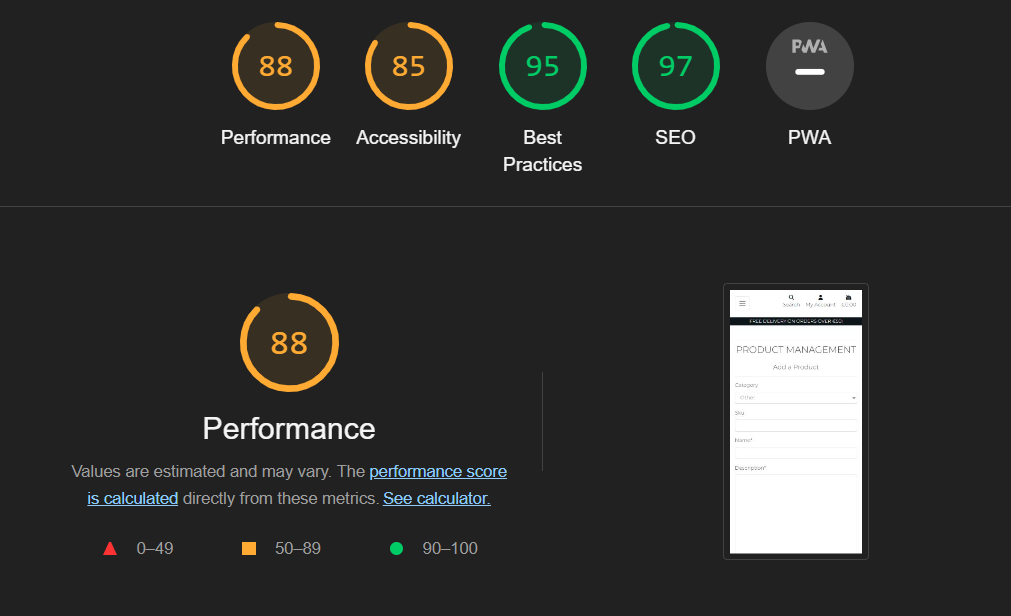 88
85
95
97
PWA
Performance
Accessibility
Best
Practices
SEO
PWA
88
Performance
Values are estimated and may vary. The performance score
is calculated directly from these metrics. See calculator.
0–49
50–89
90–100
Search
My Account
FREE DELIVERY ON ORDERS OVER £50!
PRODUCT MANAGEMENT
Add a Product
Category
Other
Sku
Name*
Description*